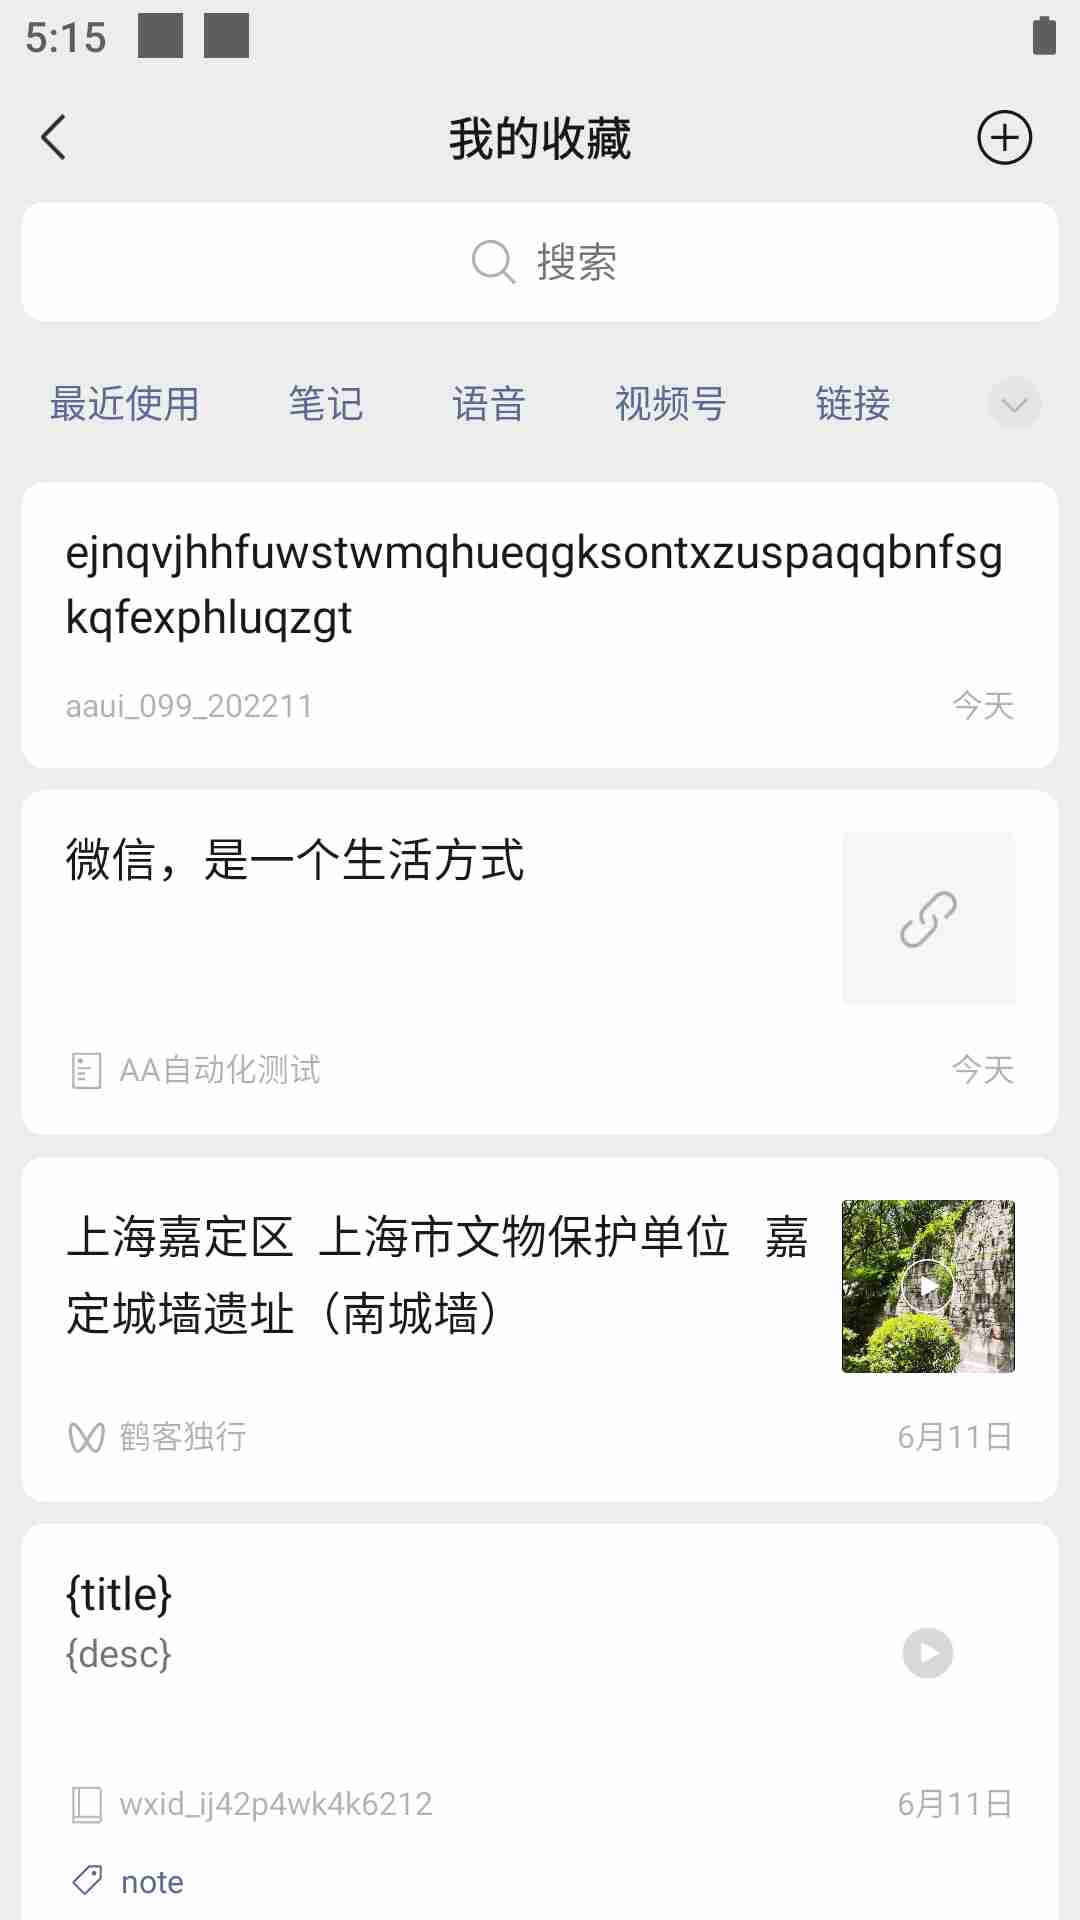 5:15
我的收藏
搜索
最近使用 笔记 语音 视频号 链接
ejnqvjhhfuwstwmqhueqgksontxzuspaqqbnfsg
kqfexphluqzgt
aaui_099_202211 今天
微信，是一个生活方式
AA自动化测试 今天
上海嘉定区 上海市文物保护单位 嘉
定城墙遗址（南城墙）
鹤客独行 6月11日
{title}
{desc}
wxid_ij42p4wk4k6212 6月11日
note